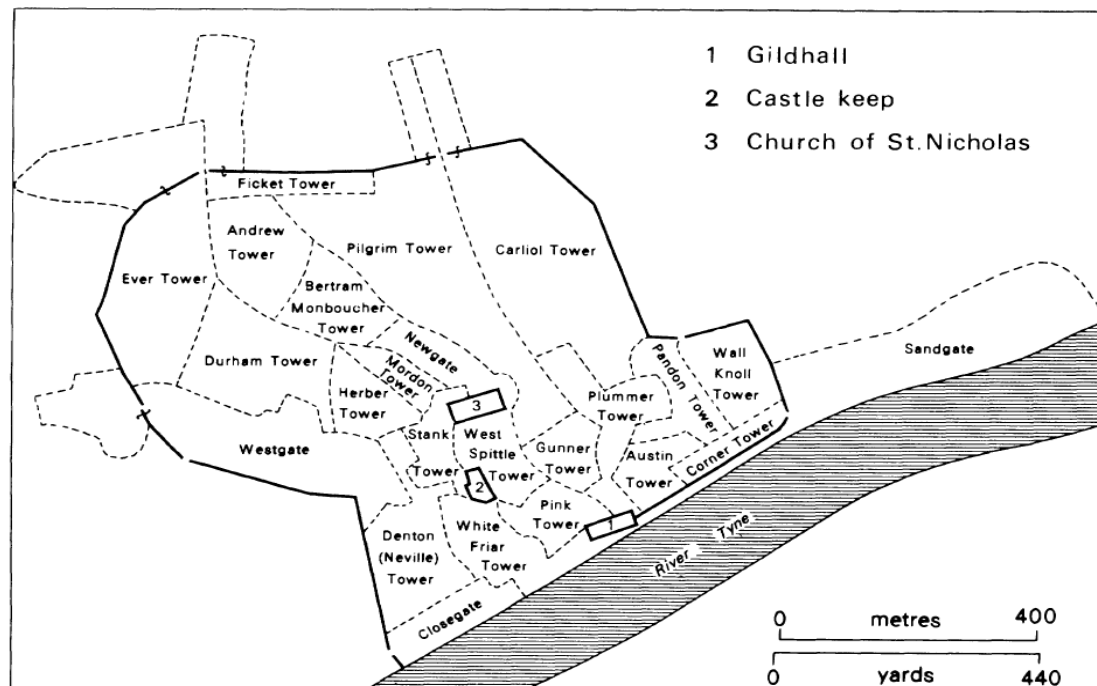 1 Gildhall
2 Castle keep
3 Church of St. Nicholas
Ficket Tower
Andrew
Tower
Pilgrim Tower
Carliol Tower
Ever Tower
Bertram
Monboucher
Tower
Newgate
Durham Tower
Mordon
Tower
Herber
Tower
3
Pandon Tower
Wall
Knoll
Tower
Sandgate
Plummer
Tower
Westgate
Stank
Tower
West
Spittle
Tower
Gunner
Tower
Austin
Tower
Corner Tower
2
Pink
Tower
1
Denton
(Neville)
Tower
White
Friar
Tower
Closegate
River Tyne
0 metres 400
0 yards 440